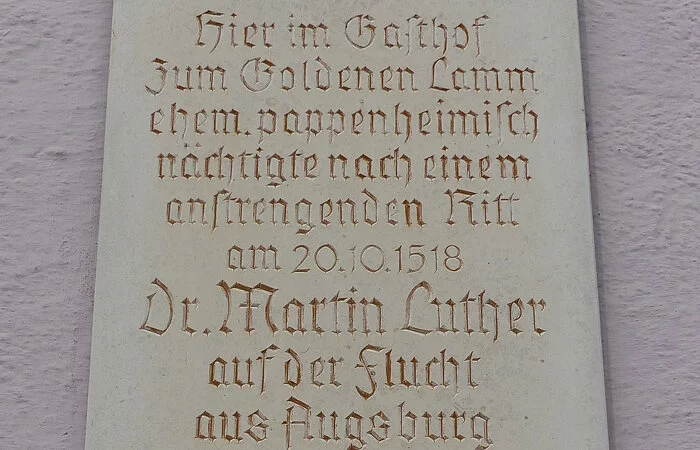 Hier im Gasthof
Zum Goldenen Lamm
ehem. pappenheimisch
nächtigte nach einem
anstrengenden Ritt
am 20.10.1518
Dr. Martin Luther
auf der Flucht
aus Augsburg